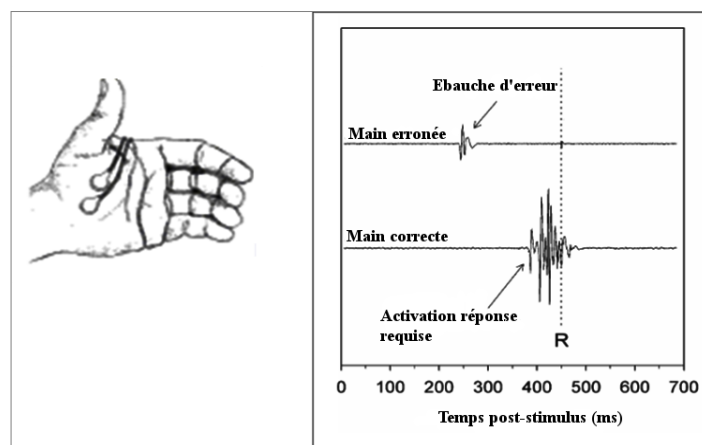 Ebauche d'erreur
Main erronée
Main correcte
Activation réponse
requise
R
0 100 200 300 400 500 600 700
Temps post-stimulus (ms)